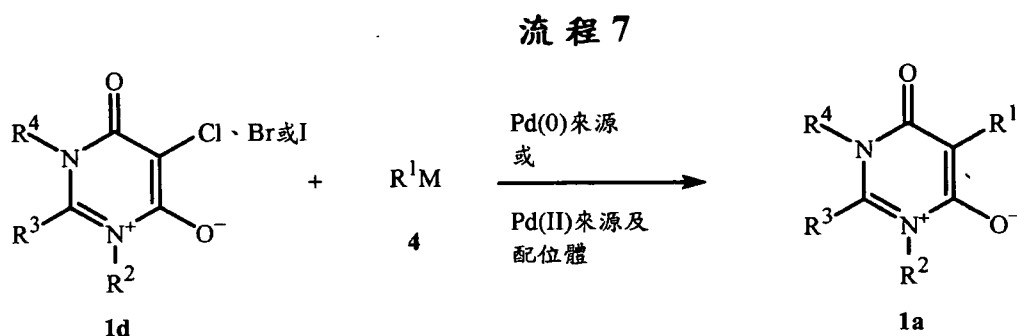 流程7
O
R⁴
N
Cl、Br或I
R³
N⁺
O⁻
R²
1d
+
R¹M
4
Pd(0)來源
或
Pd(II)來源及
配位體
O
R⁴
N
R¹
R³
N⁺
O⁻
R²
1a